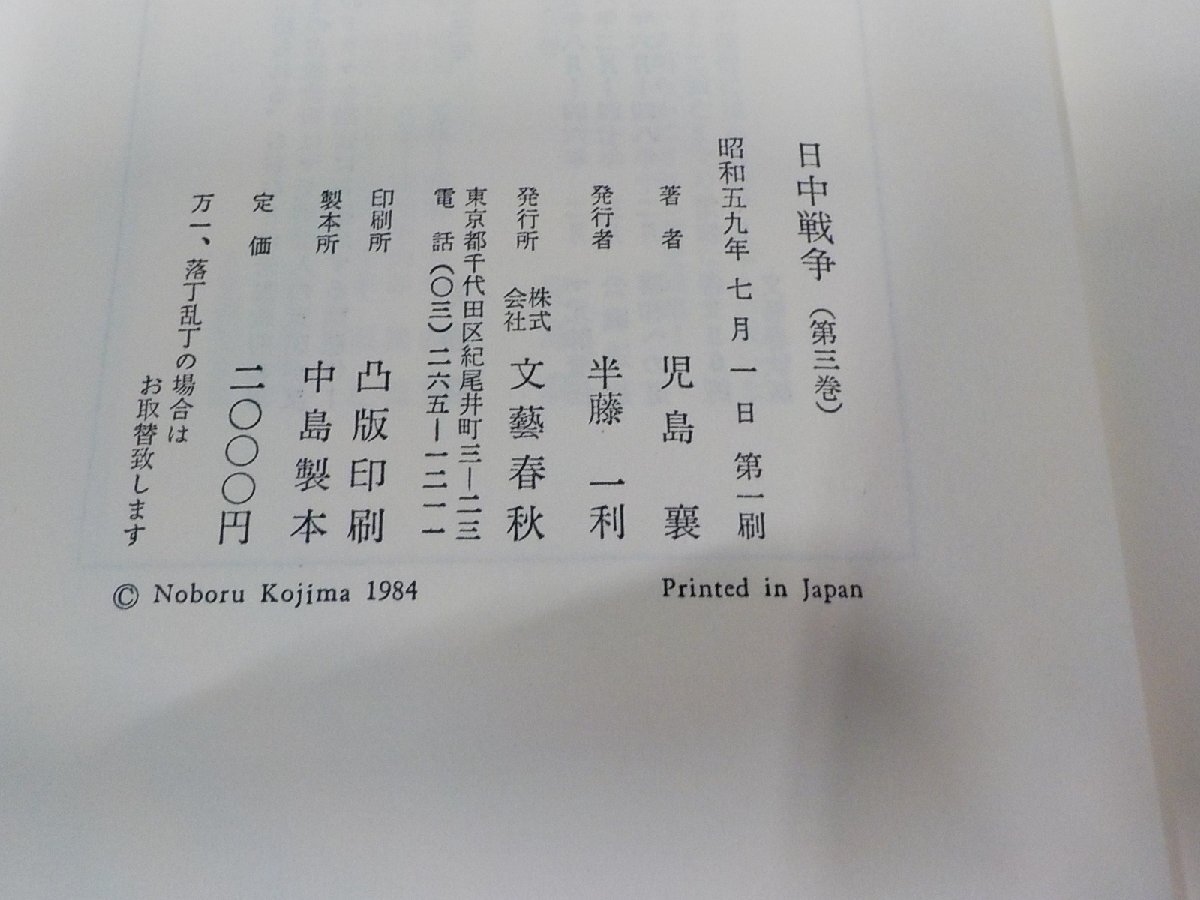 日中戦争（第三巻）
昭和五九年七月一日 第一刷
著者 児島襄
発行者 半藤一利
発行所 株式会社 文藝春秋
東京都千代田区紀尾井町三―二三
電話（〇三）二六五―一二一一
印刷所 凸版印刷
製本所 中島製本
定価 二〇〇〇円
万一、落丁乱丁の場合は
お取替致します
© Noboru Kojima 1984
Printed in Japan